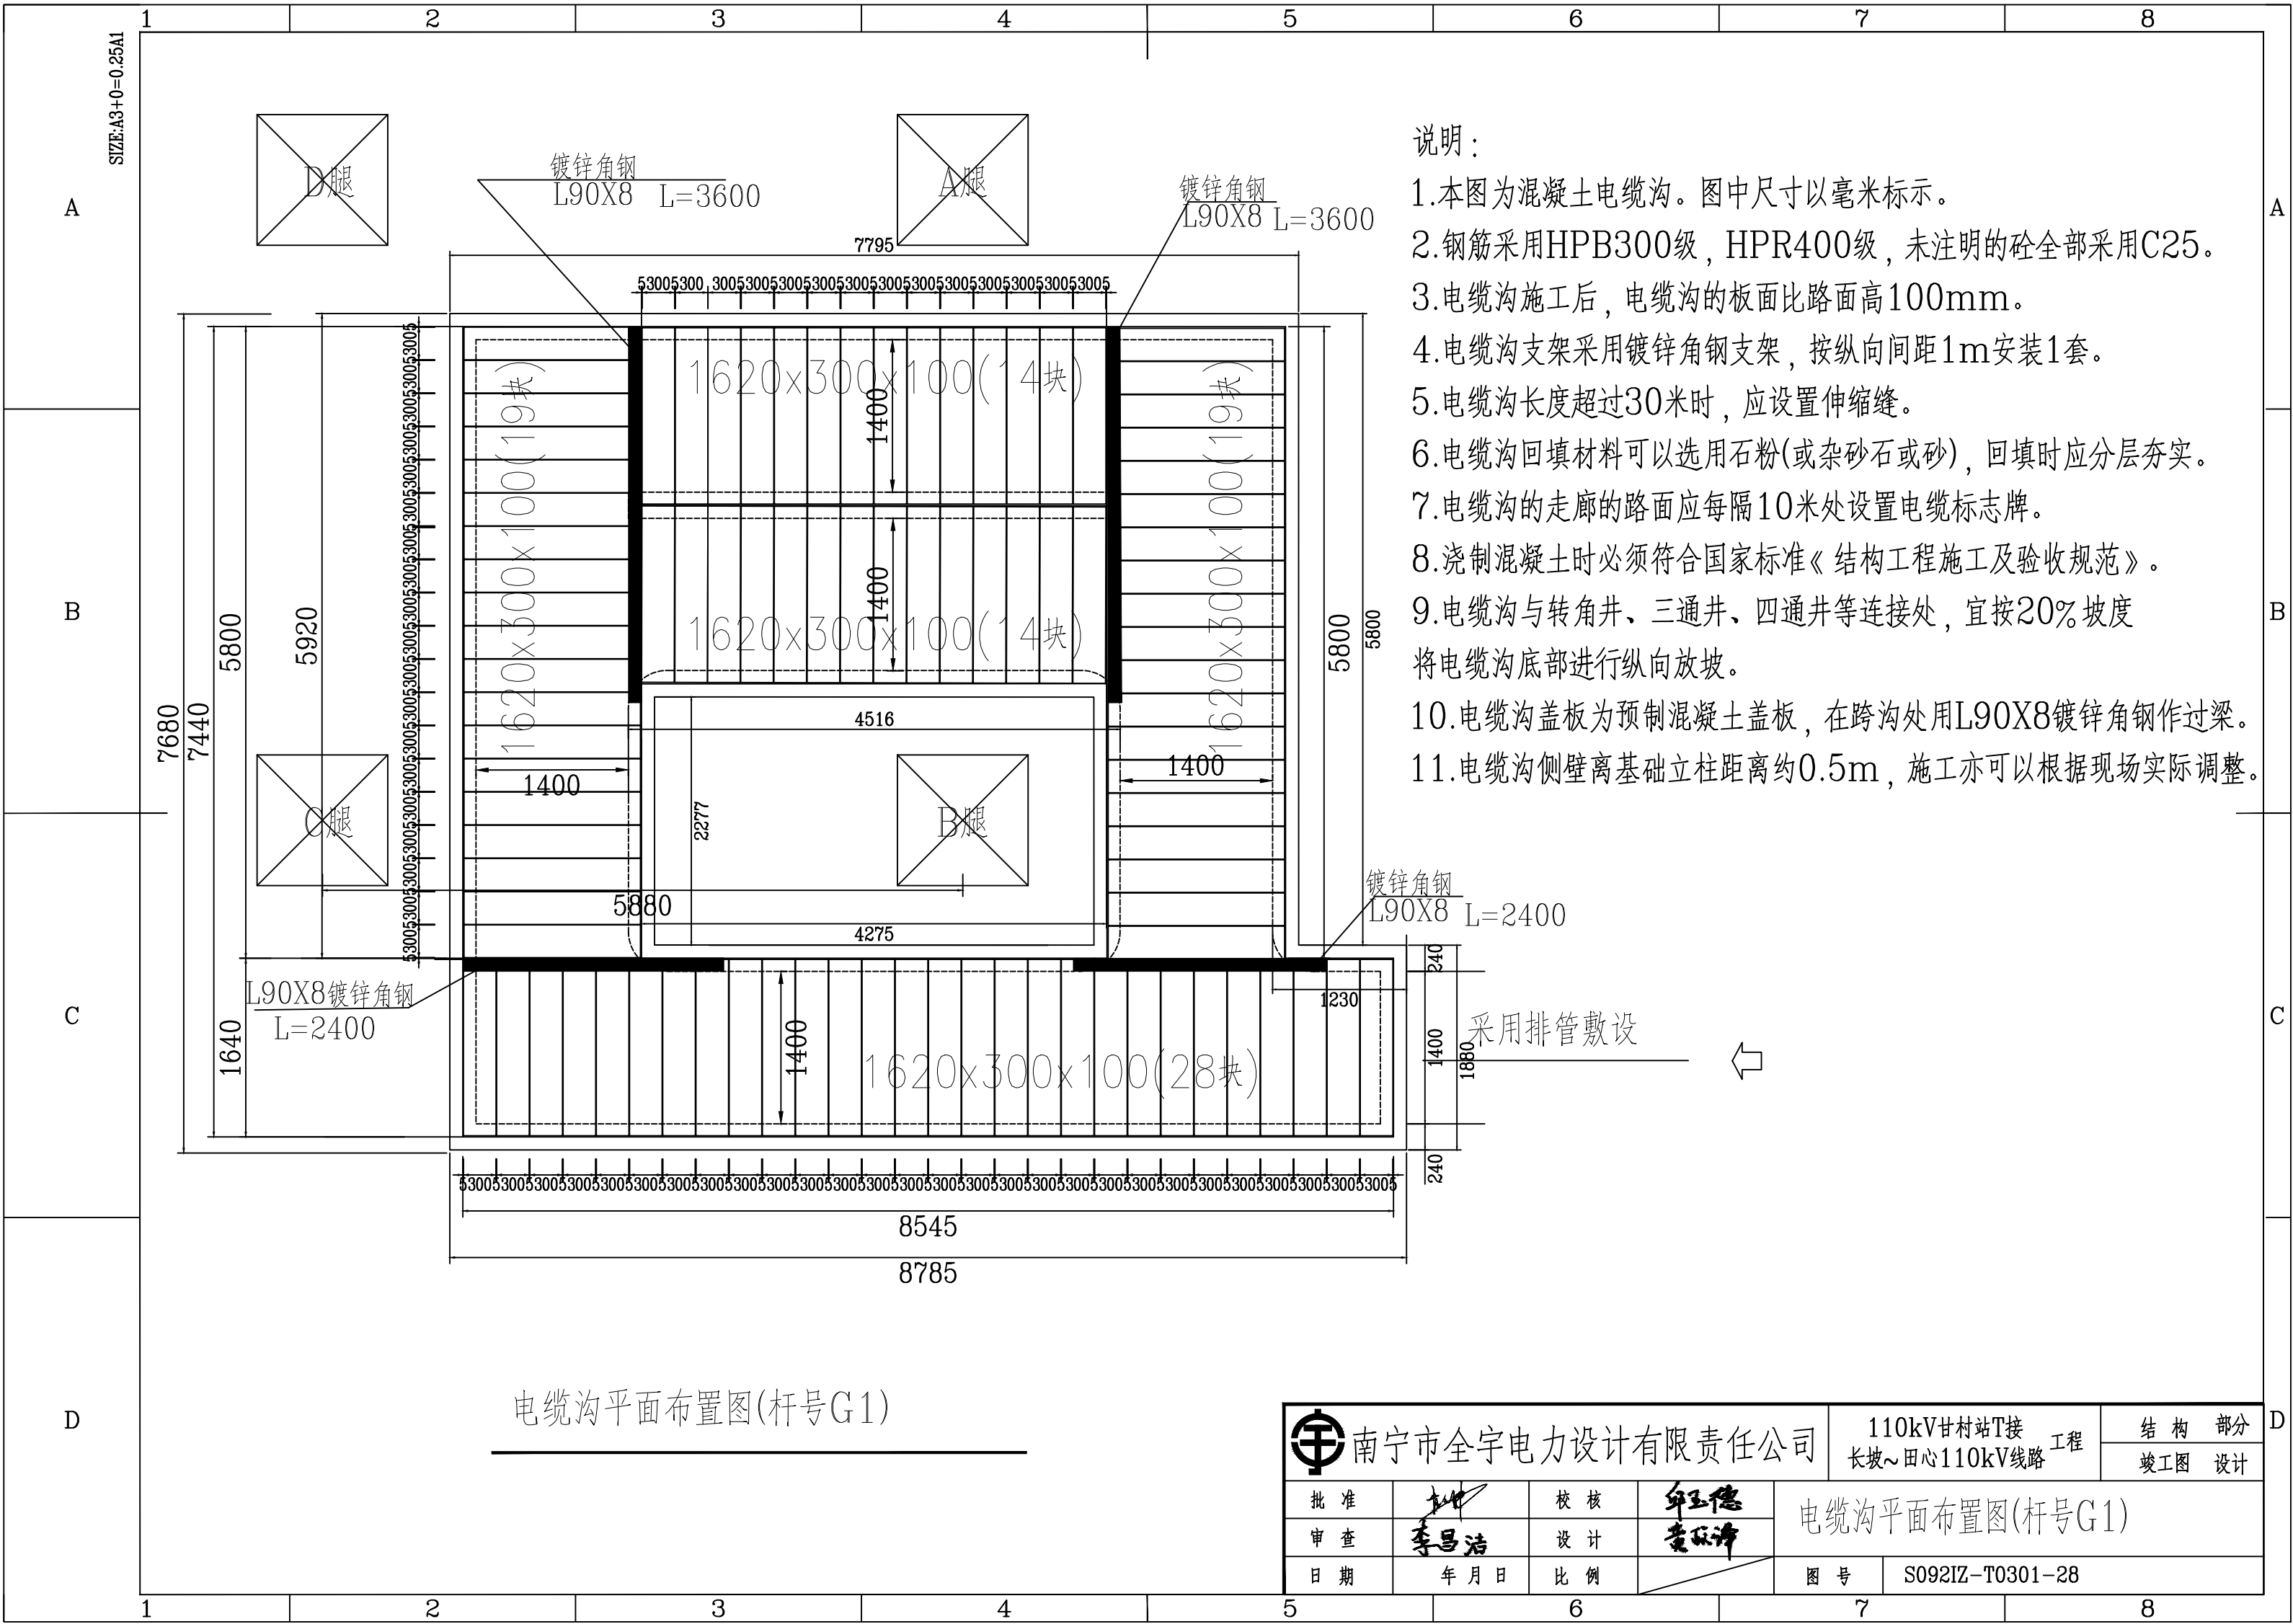 1 2 3 4 5 6 7 8
SIZE:A3+0=0.25A1
A
B
C
D
D腿
A腿
镀锌角钢
L90X8 L=3600
镀锌角钢
L90X8 L=3600
7795
53005300 300530053005300530053005300530053005300530053005
1620x300x100(14块)
1400
1620x300x100(14块)
1400
1620x300x100(19块)
1620x300x100(19块)
7680
7440
5800
5920
5800
5800
4516
1400
1400
2277
C腿
B腿
5880
4275
镀锌角钢
L90X8 L=2400
L90X8镀锌角钢
L=2400
1640
1400
1620x300x100(28块)
1230
240
1400
1880
240
采用排管敷设
8545
8785
说明：
1.本图为混凝土电缆沟。图中尺寸以毫米标示。
2.钢筋采用HPB300级，HPR400级，未注明的砼全部采用C25。
3.电缆沟施工后，电缆沟的板面比路面高100mm。
4.电缆沟支架采用镀锌角钢支架，按纵向间距1m安装1套。
5.电缆沟长度超过30米时，应设置伸缩缝。
6.电缆沟回填材料可以选用石粉(或杂砂石或砂)，回填时应分层夯实。
7.电缆沟的走廊的路面应每隔10米处设置电缆标志牌。
8.浇制混凝土时必须符合国家标准《结构工程施工及验收规范》。
9.电缆沟与转角井、三通井、四通井等连接处，宜按20%坡度
将电缆沟底部进行纵向放坡。
10.电缆沟盖板为预制混凝土盖板，在跨沟处用L90X8镀锌角钢作过梁。
11.电缆沟侧壁离基础立柱距离约0.5m，施工亦可以根据现场实际调整。
电缆沟平面布置图(杆号G1)
南宁市全宇电力设计有限责任公司
110kV甘村站T接
长坡~田心110kV线路 工程
结构 部分
竣工图 设计
批准
校核
审查 李昌洁
设计
电缆沟平面布置图(杆号G1)
日期 年月日
比例
图号 S092IZ-T0301-28
A
B
C
D
1 2 3 4 5 6 7 8